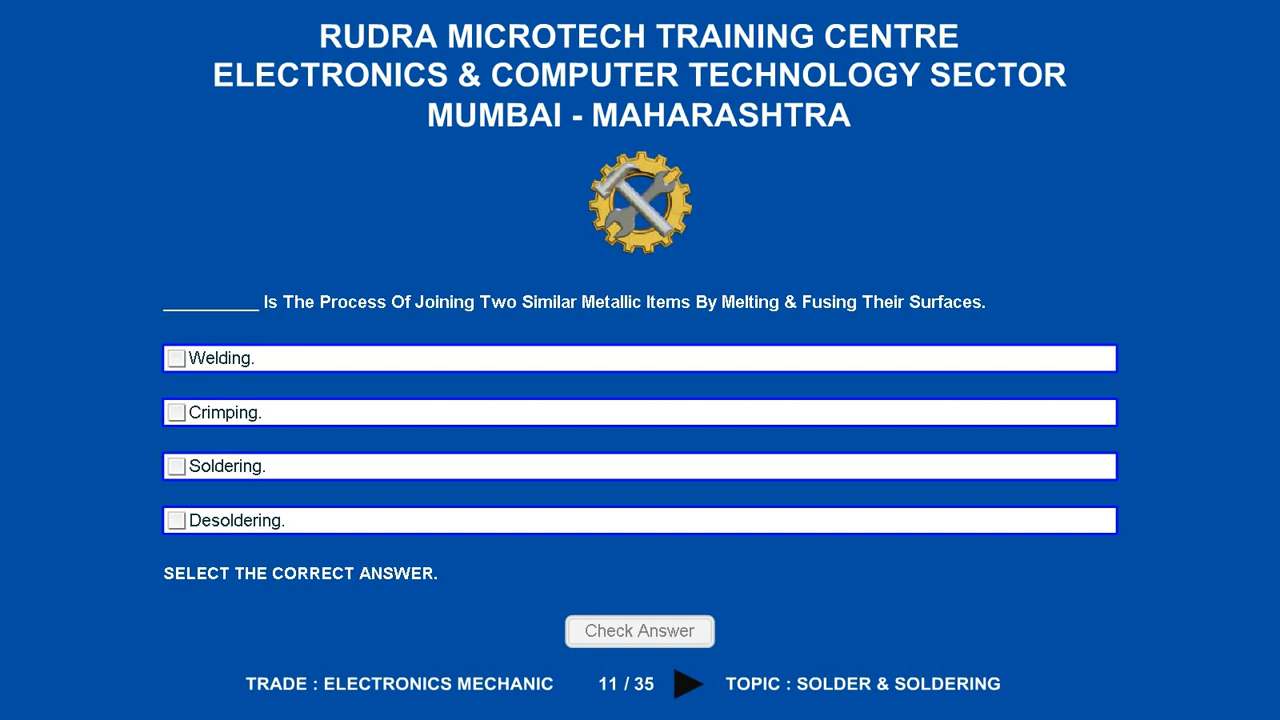 RUDRA MICROTECH TRAINING CENTRE
ELECTRONICS & COMPUTER TECHNOLOGY SECTOR
MUMBAI - MAHARASHTRA
__________ Is The Process Of Joining Two Similar Metallic Items By Melting & Fusing Their Surfaces.
Welding.
Crimping.
Soldering.
Desoldering.
SELECT THE CORRECT ANSWER.
Check Answer
TRADE : ELECTRONICS MECHANIC 11 / 35 TOPIC : SOLDER & SOLDERING